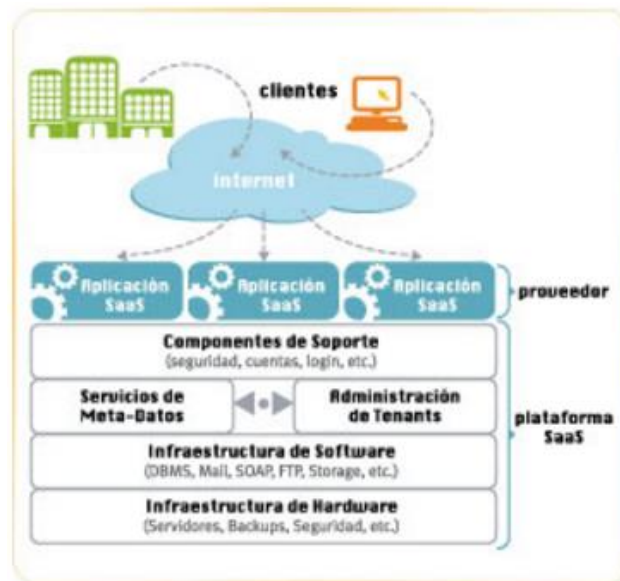 clientes
internet
Aplicación
SaaS
Aplicación
SaaS
Aplicación
SaaS
proveedor
Componentes de Soporte
(seguridad, cuentas, login, etc.)
Servicios de
Meta-Datos
Administración
de Tenants
plataforma
SaaS
Infraestructura de Software
(DBMS, Mail, SOAP, FTP, Storage, etc.)
Infraestructura de Hardware
(Servidores, Backups, Seguridad, etc.)